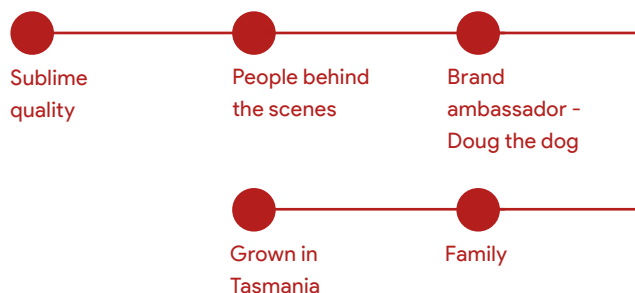 Sublime
quality
People behind
the scenes
Brand
ambassador -
Doug the dog
Grown in
Tasmania
Family